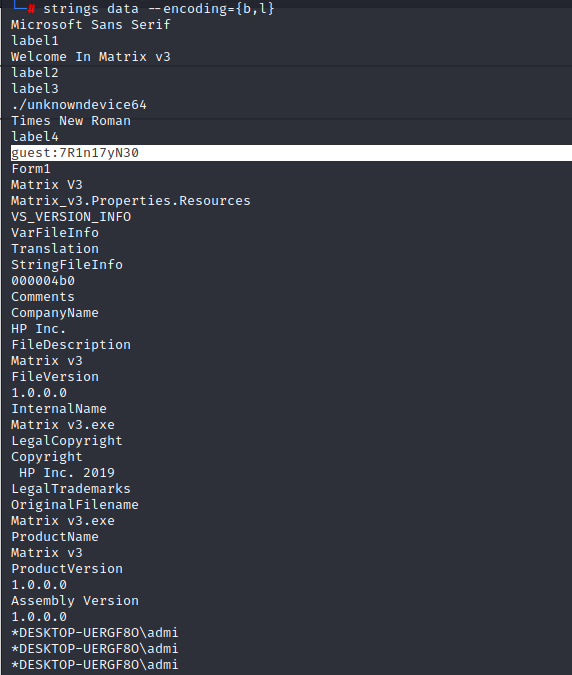 # strings data --encoding={b,l}
Microsoft Sans Serif
label1
Welcome In Matrix v3
label2
label3
./unknowndevice64
Times New Roman
label4
guest:7R1n17yN30
Form1
Matrix V3
Matrix_v3.Properties.Resources
VS_VERSION_INFO
VarFileInfo
Translation
StringFileInfo
000004b0
Comments
CompanyName
HP Inc.
FileDescription
Matrix v3
FileVersion
1.0.0.0
InternalName
Matrix v3.exe
LegalCopyright
Copyright
 HP Inc. 2019
LegalTrademarks
OriginalFilename
Matrix v3.exe
ProductName
Matrix v3
ProductVersion
1.0.0.0
Assembly Version
1.0.0.0
*DESKTOP-UERGF8O\admi
*DESKTOP-UERGF8O\admi
*DESKTOP-UERGF8O\admi